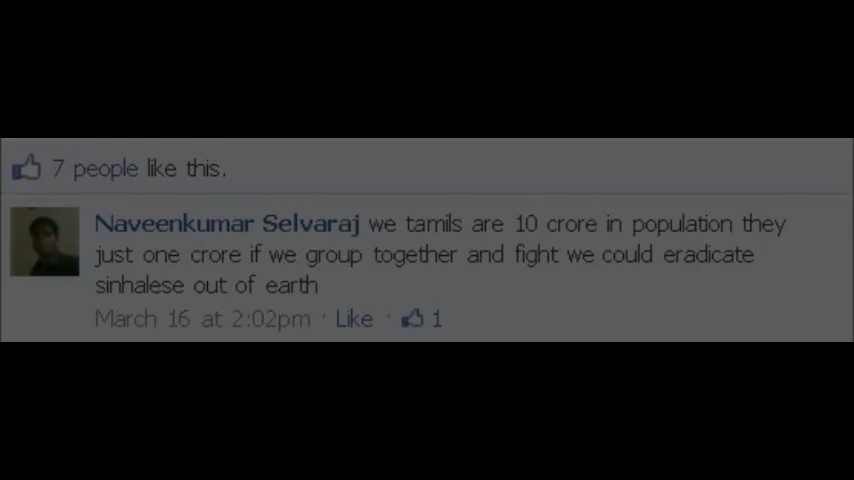 7 people like this.
Naveenkumar Selvaraj we tamils are 10 crore in population they
just one crore if we group together and fight we could eradicate
sinhalese out of earth
March 16 at 2:02pm · Like · 1